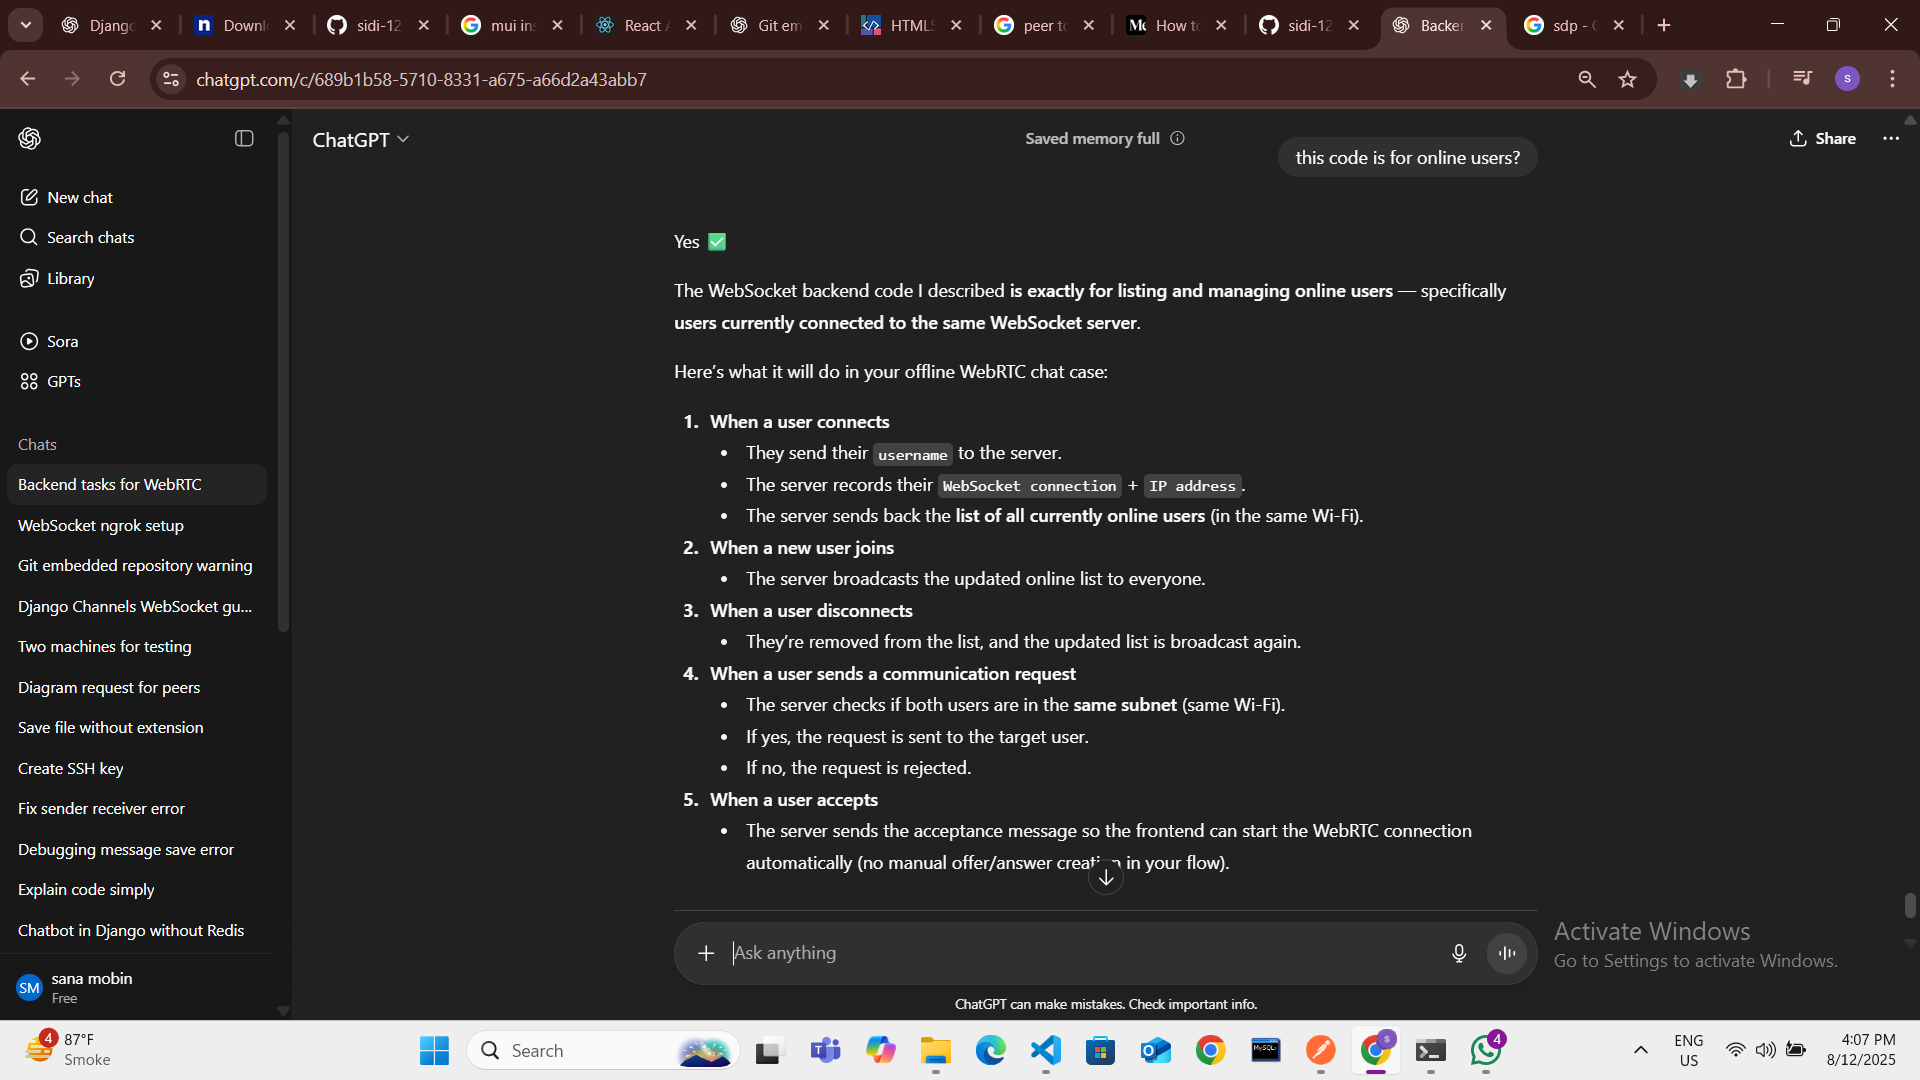 Django
Downl
sidi-12
mui ins
React A
Git em
HTML5
peer to
How to
sidi-12
Backen
sdp - G
chatgpt.com/c/689b1b58-5710-8331-a675-a66d2a43abb7
s
ChatGPT
Saved memory full
Share
New chat
Search chats
Library
Sora
GPTs
Chats
Backend tasks for WebRTC
WebSocket ngrok setup
Git embedded repository warning
Django Channels WebSocket gu...
Two machines for testing
Diagram request for peers
Save file without extension
Create SSH key
Fix sender receiver error
Debugging message save error
Explain code simply
Chatbot in Django without Redis
SM
sana mobin
Free
this code is for online users?
Yes ✅
The WebSocket backend code I described is exactly for listing and managing online users — specifically
users currently connected to the same WebSocket server.
Here’s what it will do in your offline WebRTC chat case:
1. When a user connects
• They send their username to the server.
• The server records their WebSocket connection + IP address.
• The server sends back the list of all currently online users (in the same Wi-Fi).
2. When a new user joins
• The server broadcasts the updated online list to everyone.
3. When a user disconnects
• They’re removed from the list, and the updated list is broadcast again.
4. When a user sends a communication request
• The server checks if both users are in the same subnet (same Wi-Fi).
• If yes, the request is sent to the target user.
• If no, the request is rejected.
5. When a user accepts
• The server sends the acceptance message so the frontend can start the WebRTC connection
automatically (no manual offer/answer creation in your flow).
Ask anything
ChatGPT can make mistakes. Check important info.
Activate Windows
Go to Settings to activate Windows.
4
87°F
Smoke
Search
MySQL
4
ENG
US
4:07 PM
8/12/2025